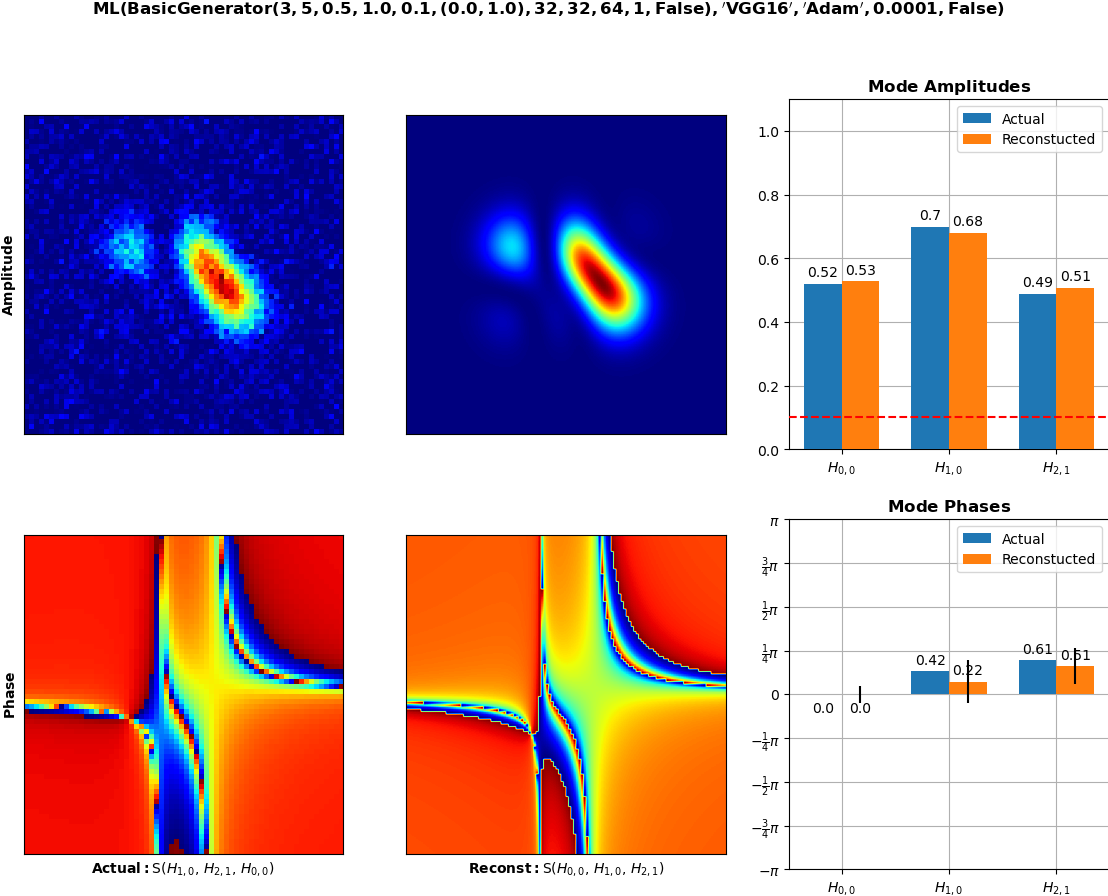 ML(BasicGenerator(3, 5, 0.5, 1.0, 0.1, (0.0, 1.0), 32, 32, 64, 1, False), ′VGG16′, ′Adam′, 0.0001, False)
Amplitude
Mode Amplitudes
Actual
Reconstucted
1.0
0.8
0.6
0.4
0.2
0.0
0.52
0.53
0.7
0.68
0.49
0.51
H0,0
H1,0
H2,1
Phase
Actual: S(H1,0, H2,1, H0,0)
Reconst: S(H0,0, H1,0, H2,1)
Mode Phases
Actual
Reconstucted
π
3/4π
1/2π
1/4π
0
−1/4π
−1/2π
−3/4π
−π
0.0
0.0
0.42
0.22
0.61
0.51
H0,0
H1,0
H2,1